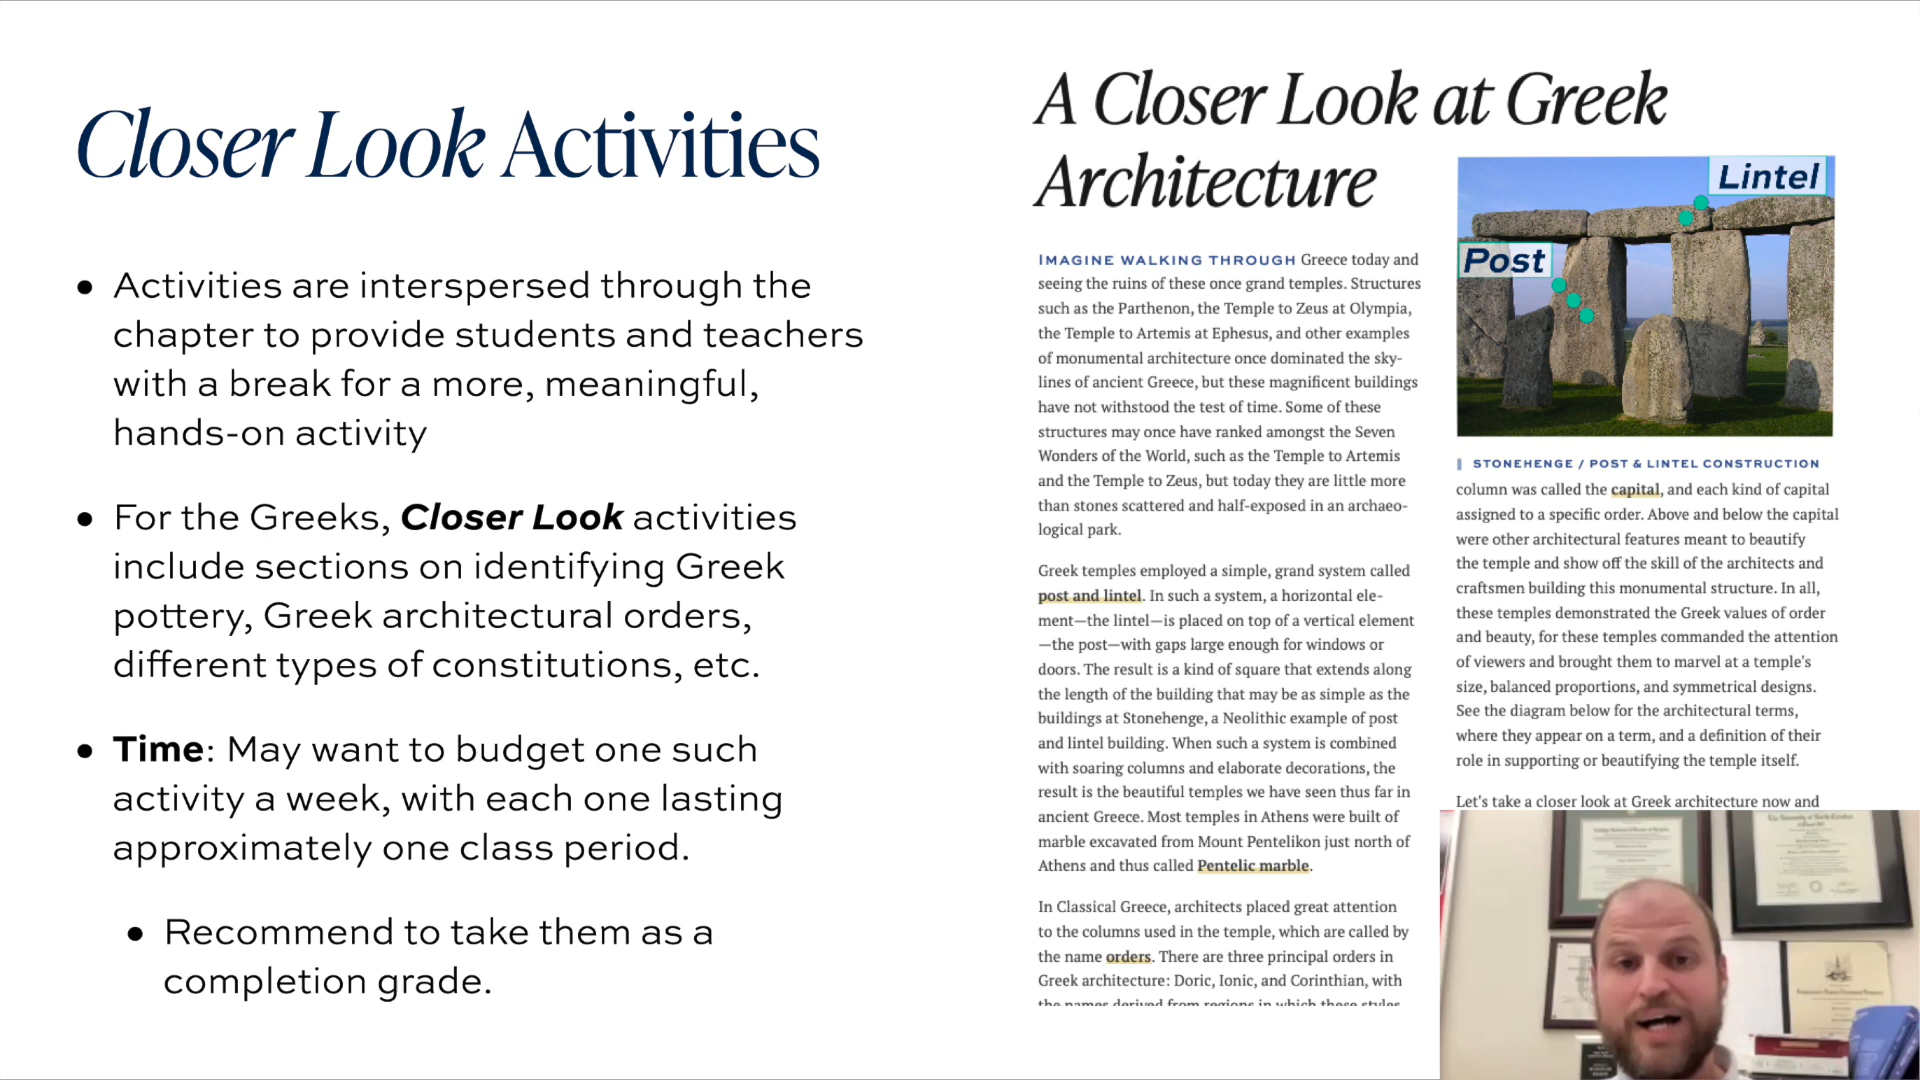 Closer Look Activities
• Activities are interspersed through the
chapter to provide students and teachers
with a break for a more, meaningful,
hands-on activity
• For the Greeks, Closer Look activities
include sections on identifying Greek
pottery, Greek architectural orders,
different types of constitutions, etc.
• Time: May want to budget one such
activity a week, with each one lasting
approximately one class period.
• Recommend to take them as a
completion grade.
A Closer Look at Greek
Architecture
IMAGINE WALKING THROUGH Greece today and
seeing the ruins of these once grand temples. Structures
such as the Parthenon, the Temple to Zeus at Olympia,
the Temple to Artemis at Ephesus, and other examples
of monumental architecture once dominated the sky-
lines of ancient Greece, but these magnificent buildings
have not withstood the test of time. Some of these
structures may once have ranked amongst the Seven
Wonders of the World, such as the Temple to Artemis
and the Temple to Zeus, but today they are little more
than stones scattered and half-exposed in an archaeo-
logical park.
Greek temples employed a simple, grand system called
post and lintel. In such a system, a horizontal ele-
ment—the lintel—is placed on top of a vertical element
—the post—with gaps large enough for windows or
doors. The result is a kind of square that extends along
the length of the building that may be as simple as the
buildings at Stonehenge, a Neolithic example of post
and lintel building. When such a system is combined
with soaring columns and elaborate decorations, the
result is the beautiful temples we have seen thus far in
ancient Greece. Most temples in Athens were built of
marble excavated from Mount Pentelikon just north of
Athens and thus called Pentelic marble.
In Classical Greece, architects placed great attention
to the columns used in the temple, which are called by
the name orders. There are three principal orders in
Greek architecture: Doric, Ionic, and Corinthian, with
the names derived from regions in which these styles
Lintel
Post
STONEHENGE / POST & LINTEL CONSTRUCTION
column was called the capital, and each kind of capital
assigned to a specific order. Above and below the capital
were other architectural features meant to beautify
the temple and show off the skill of the architects and
craftsmen building this monumental structure. In all,
these temples demonstrated the Greek values of order
and beauty, for these temples commanded the attention
of viewers and brought them to marvel at a temple's
size, balanced proportions, and symmetrical designs.
See the diagram below for the architectural terms,
where they appear on a term, and a definition of their
role in supporting or beautifying the temple itself.
Let's take a closer look at Greek architecture now and